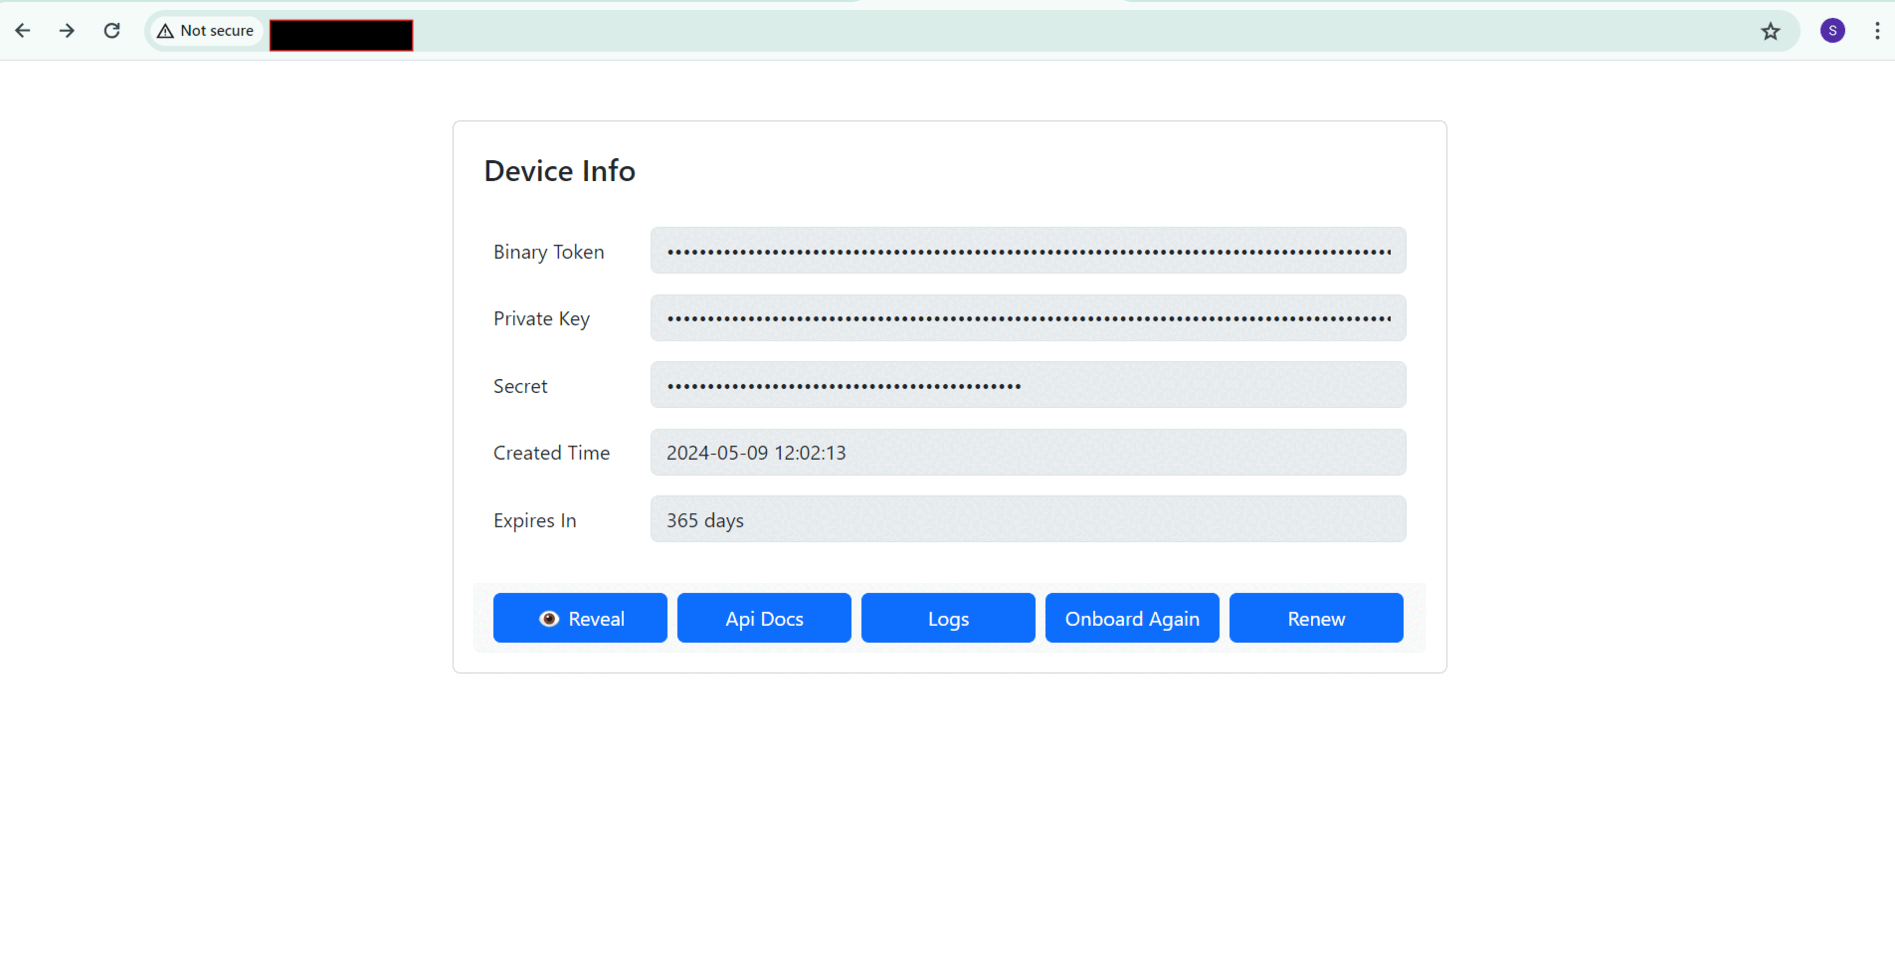 Not secure
S
Device Info
Binary Token ••••••••••••••••••••••••••••••••••••••••••••••••••••••••••••••••••••••••••••••••••••••••••
Private Key ••••••••••••••••••••••••••••••••••••••••••••••••••••••••••••••••••••••••••••••••••••••••••
Secret ••••••••••••••••••••••••••••••••••••••••••••
Created Time 2024-05-09 12:02:13
Expires In 365 days
Reveal Api Docs Logs Onboard Again Renew